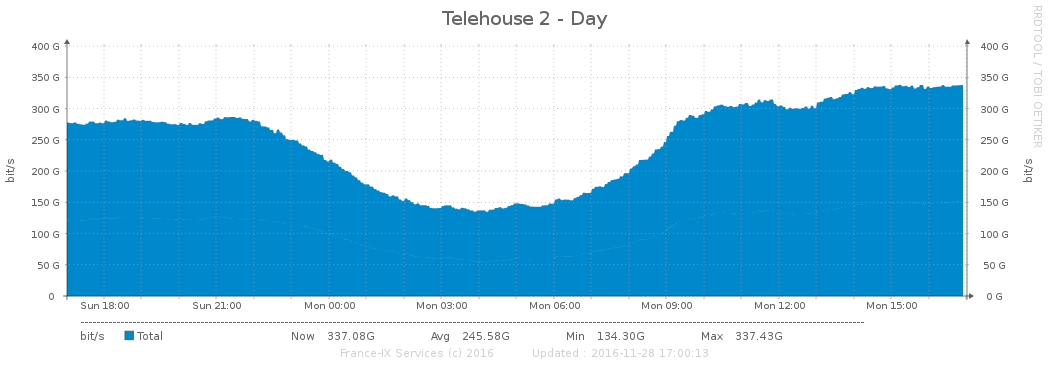 Telehouse 2 - Day
RRDTOOL / TOBI OETIKER
400 G 400 G
350 G 350 G
300 G 300 G
250 G 250 G
200 G 200 G
150 G 150 G
100 G 100 G
50 G 50 G
0 0 G
bit/s bit/s
Sun 18:00 Sun 21:00 Mon 00:00 Mon 03:00 Mon 06:00 Mon 09:00 Mon 12:00 Mon 15:00
bit/s Total Now 337.08G Avg 245.58G Min 134.30G Max 337.43G
France-IX Services (c) 2016 Updated : 2016-11-28 17:00:13